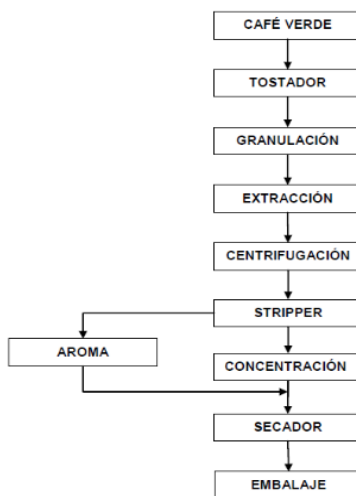 CAFÉ VERDE
TOSTADOR
GRANULACIÓN
EXTRACCIÓN
CENTRIFUGACIÓN
STRIPPER
AROMA
CONCENTRACIÓN
SECADOR
EMBALAJE